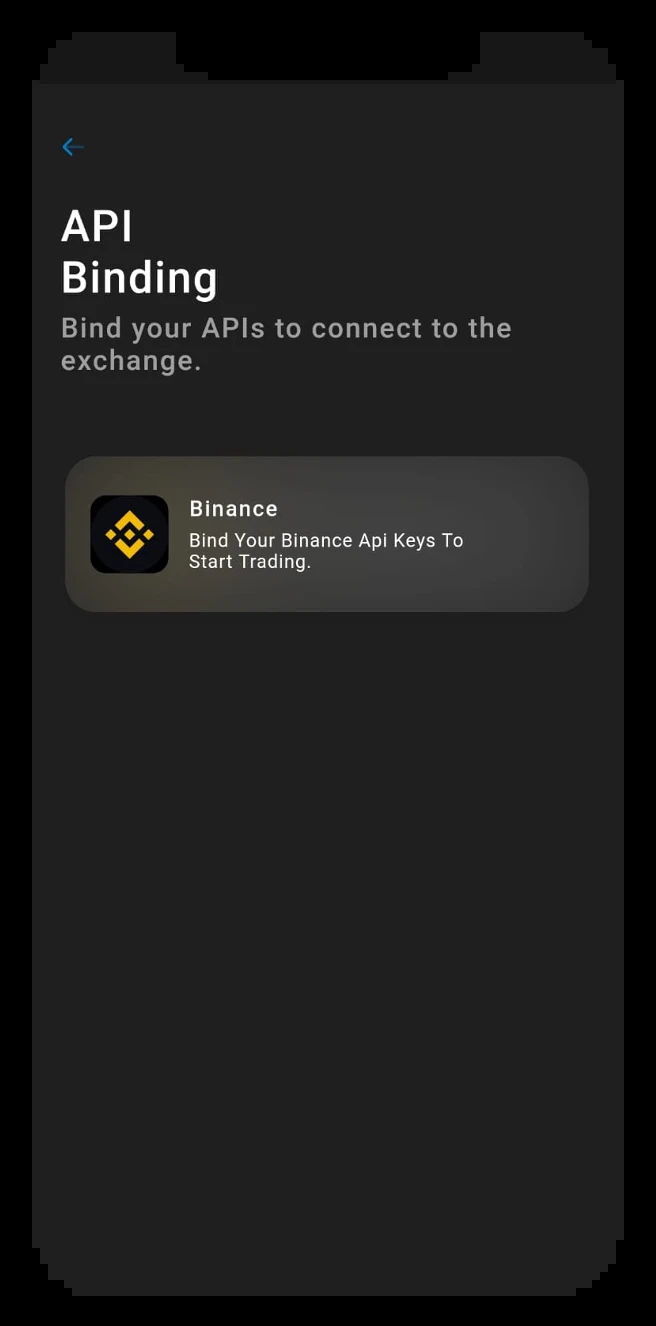 API
Binding
Bind your APIs to connect to the
exchange.
Binance
Bind Your Binance Api Keys To
Start Trading.